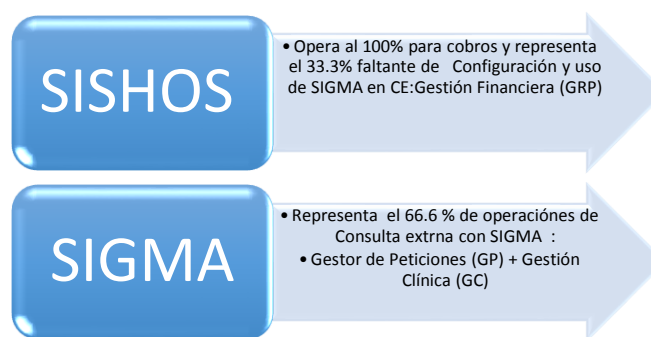 SISHOS
• Opera al 100% para cobros y representa
el 33.3% faltante de Configuración y uso
de SIGMA en CE:Gestión Financiera (GRP)
SIGMA
• Representa el 66.6 % de operaciónes de
Consulta extrna con SIGMA :
• Gestor de Peticiones (GP) + Gestión
Clínica (GC)